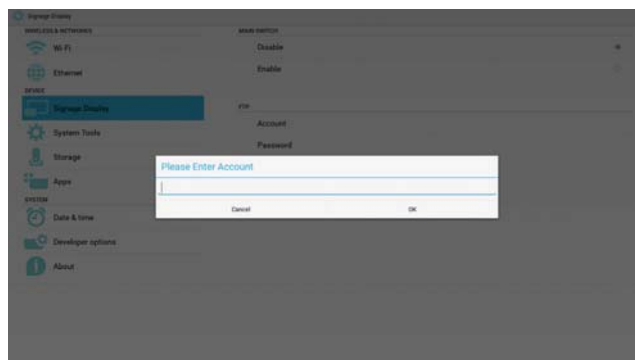 Signage Display
WIRELESS & NETWORKS
Wi-Fi
Ethernet
DEVICE
Signage Display
System Tools
Storage
Apps
SYSTEM
Date & time
Developer options
About
MAIN SWITCH
Disable
Enable
FTP
Account
Password
Please Enter Account
Cancel
OK